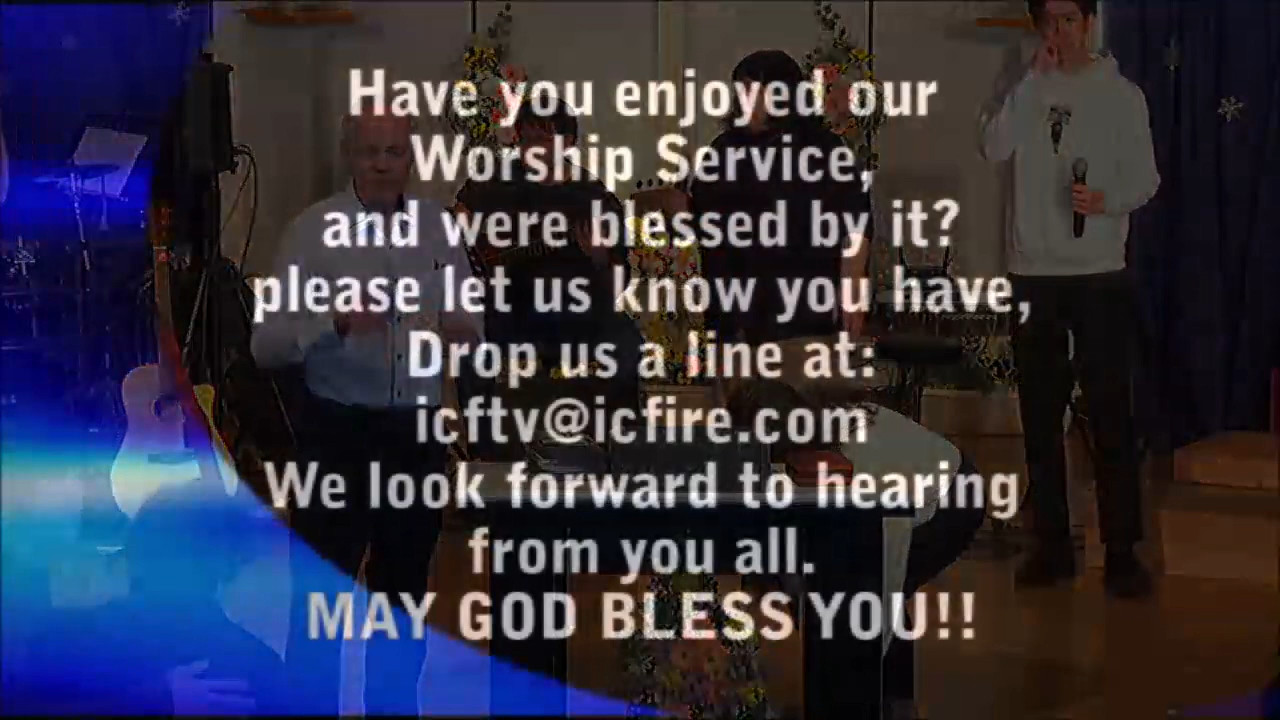 Have you enjoyed our
Worship Service,
and were blessed by it?
please let us know you have,
Drop us a line at:
icftv@icfire.com
We look forward to hearing
from you all.
MAY GOD BLESS YOU!!